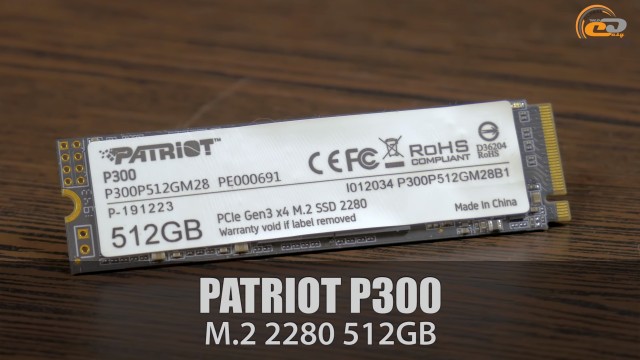 PATRIOT
P300
P300P512GM28 PE000691
P-191223
512GB
PCIe Gen3 x4 M.2 SSD 2280
Warranty void if label removed
CE FC RoHS
COMPLIANT
D36204
RoHS
I012034 P300P512GM28B1
Made In China
PATRIOT P300
M.2 2280 512GB